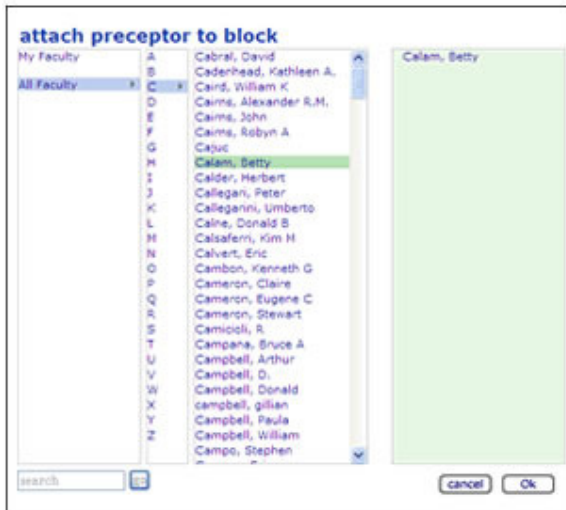 attach preceptor to block
My Faculty
All Faculty
A
B
C
D
E
F
G
H
I
J
K
L
M
N
O
P
Q
R
S
T
U
V
W
X
Y
Z
Cabral, David
Cadenhead, Kathleen A.
Caird, William K
Cairns, Alexander R.M.
Cairns, John
Cairns, Robyn A
Cajuc
Calam, Betty
Calder, Herbert
Callegari, Peter
Calleganni, Umberto
Calne, Donald B
Calsaferri, Kim M
Calvert, Eric
Cambon, Kenneth G
Cameron, Claire
Cameron, Eugene C
Cameron, Stewart
Camicioli, R
Campana, Bruce A
Campbell, Arthur
Campbell, D.
Campbell, Donald
campbell, gillian
Campbell, Paula
Campbell, William
Campo, Stephen
Calam, Betty
search
cancel
Ok